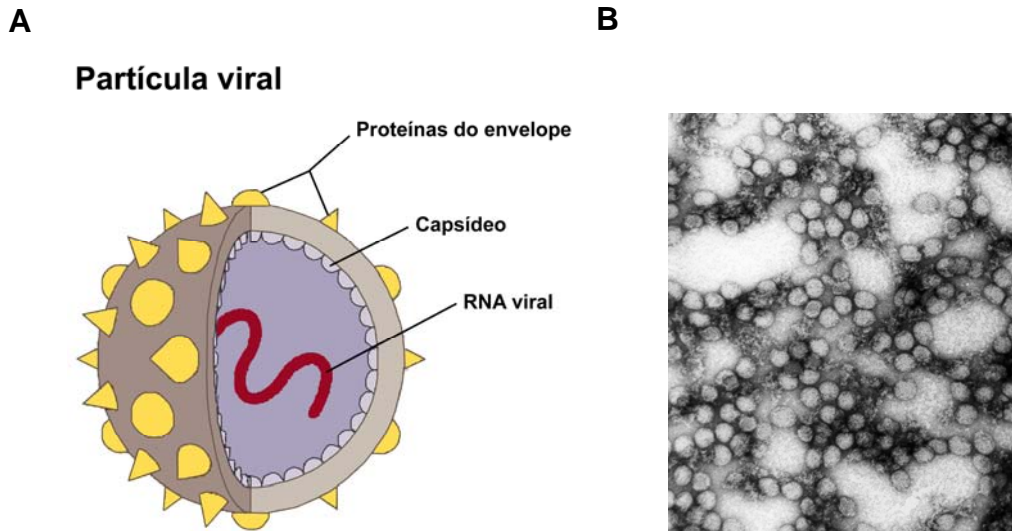 A
B
Partícula viral
Proteínas do envelope
Capsídeo
RNA viral